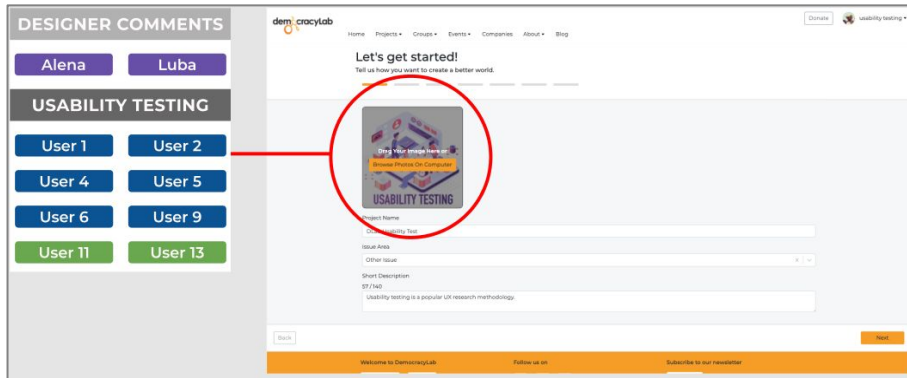 DESIGNER COMMENTS
Alena Luba
USABILITY TESTING
User 1 User 2
User 4 User 5
User 6 User 9
User 11 User 13
democracylab
Donate usability testing
Home Projects Groups Events Companies About Blog
Let's get started!
Tell us how you want to create a better world.
Drag Your Image Here or
Browse Photos On Computer
USABILITY TESTING
Project Name
Usability Test
Issue Area
Other Issue
Short Description
57 / 140
Usability testing is a popular UX research methodology.
Back Next
Welcome to DemocracyLab Follow us on Subscribe to our newsletter